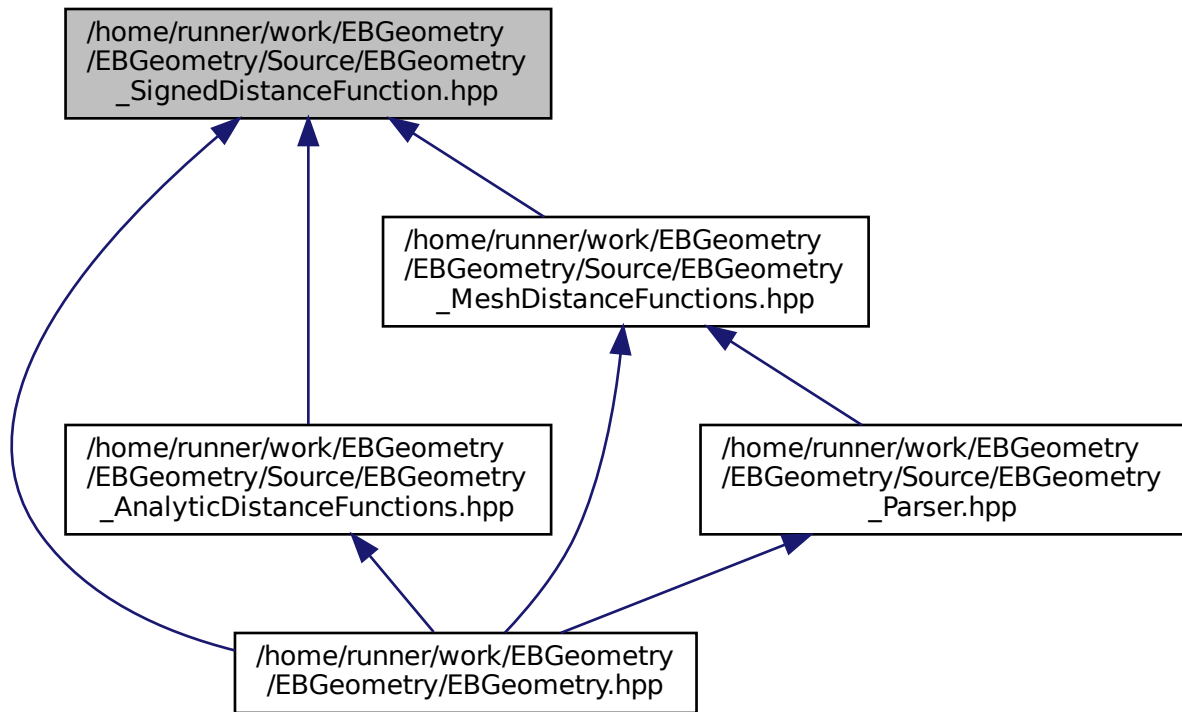 /home/runner/work/EBGeometry
/EBGeometry/Source/EBGeometry
_SignedDistanceFunction.hpp
/home/runner/work/EBGeometry
/EBGeometry/Source/EBGeometry
_MeshDistanceFunctions.hpp
/home/runner/work/EBGeometry
/EBGeometry/Source/EBGeometry
_AnalyticDistanceFunctions.hpp
/home/runner/work/EBGeometry
/EBGeometry/Source/EBGeometry
_Parser.hpp
/home/runner/work/EBGeometry
/EBGeometry/EBGeometry.hpp